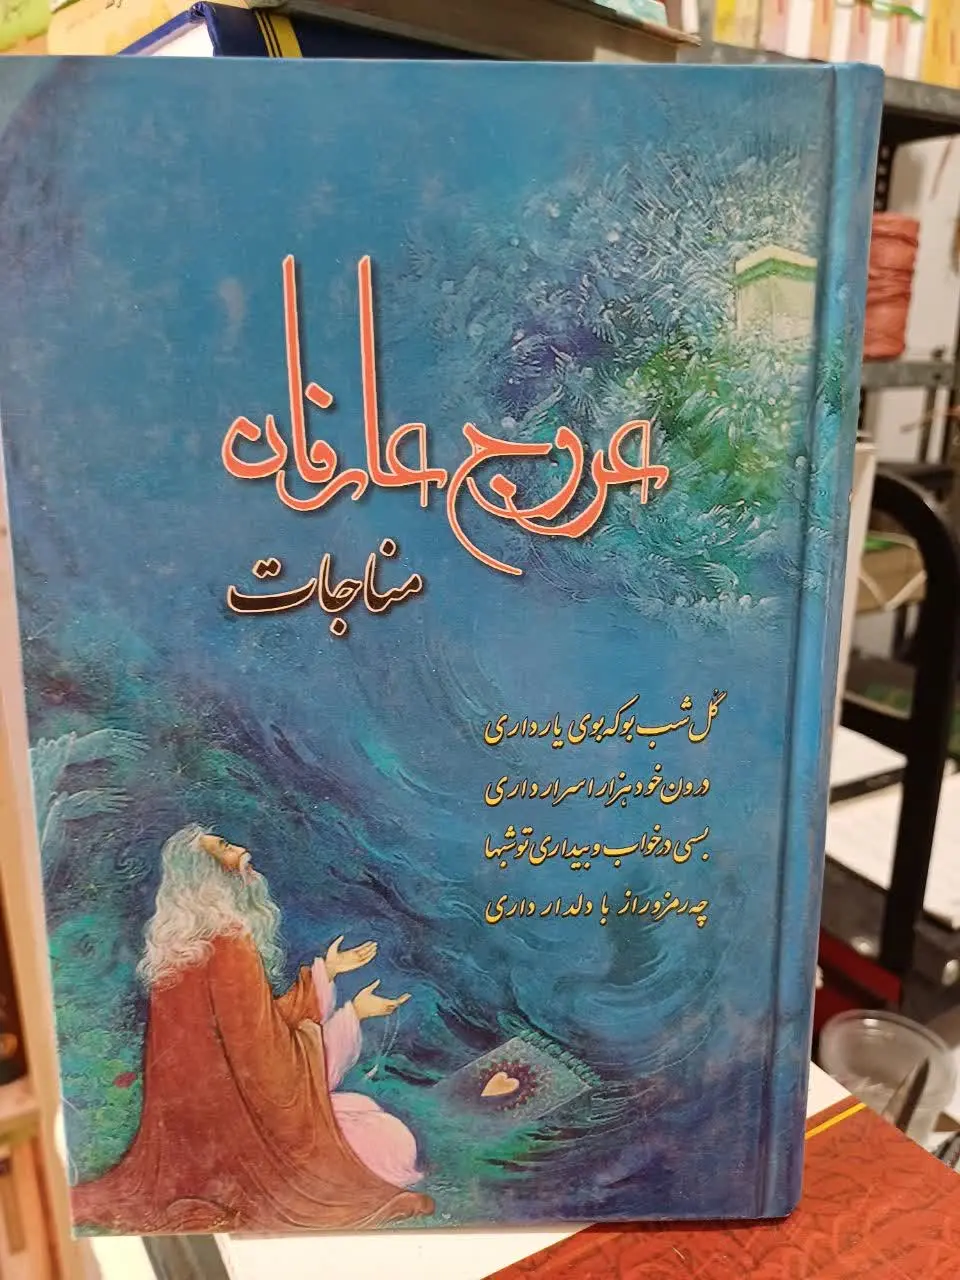 عروج عارفان
مناجات
گل شب بو که بوی یار داری
درون خود هزار اسرار داری
بسی در خواب و بیداری تو شبها
چه رمز و راز با دلدار داری